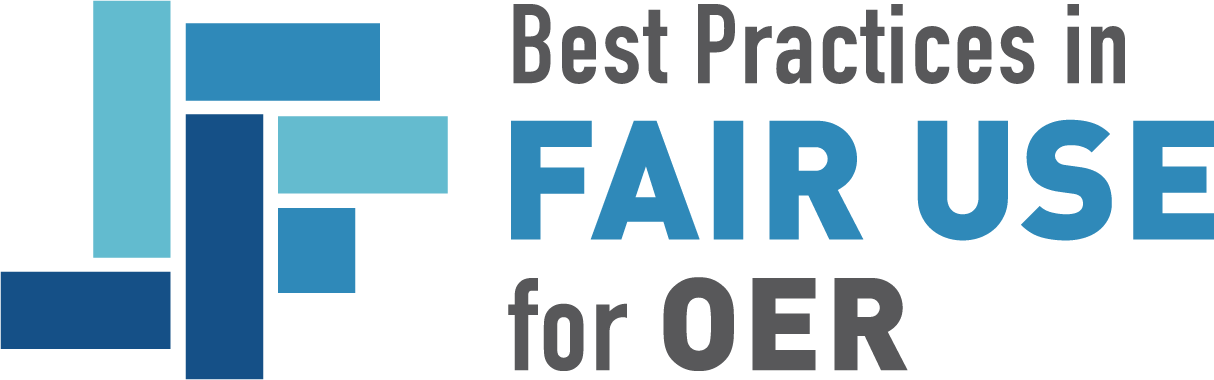 Best Practices in
FAIR USE
for OER